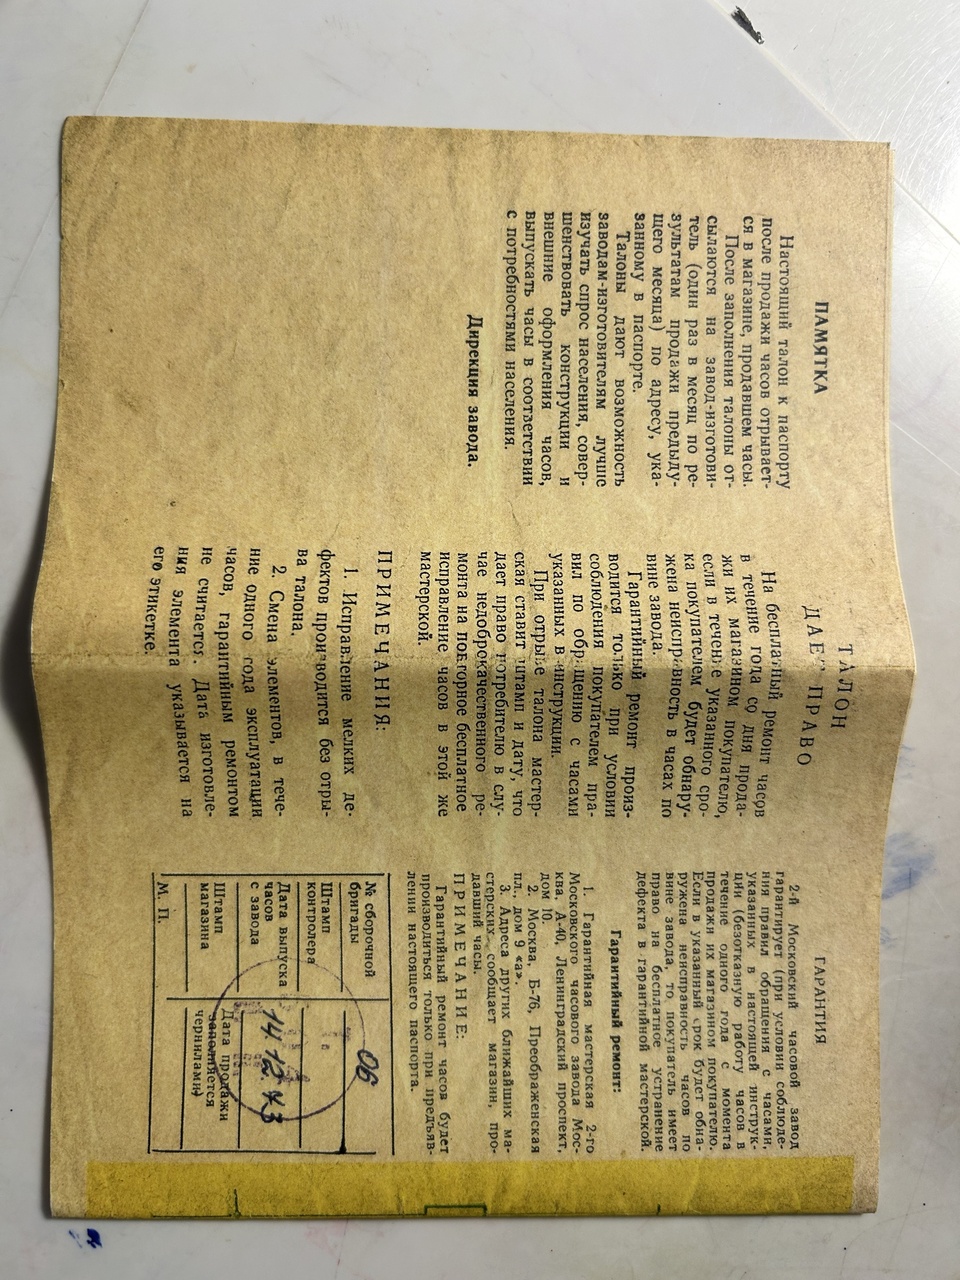 ПАМЯТКА
Настоящий талон к паспорту
после продажи часов отрывает-
ся в магазине, продавшем часы.
После заполнения талоны от-
сылаются на завод-изготови-
тель (один раз в месяц по ре-
зультатам продажи предыду-
щего месяца) по адресу, ука-
занному в паспорте.
Талоны дают возможность
заводам-изготовителям лучше
изучать спрос населения, совер-
шенствовать конструкции и
внешние оформления часов,
выпускать часы в соответствии
с потребностями населения.
Дирекция завода.
ТАЛОН
ДАЕТ ПРАВО
На бесплатный ремонт часов
в течение года со дня прода-
жи их магазином покупателю,
если в течение указанного сро-
ка покупателем будет обнару-
жена неисправность в часах по
вине завода.
Гарантийный ремонт произ-
водится только при условии
соблюдения покупателем пра-
вил по обращению с часами
указанных в инструкции.
При отрыве талона мастер-
ская ставит штамп и дату, что
дает право потребителю в слу-
чае недоброкачественного ре-
монта на повторное бесплатное
исправление часов в этой же
мастерской.
ПРИМЕЧАНИЯ:
1. Исправление мелких де-
фектов производится без отры-
ва талона.
2. Смена элементов, в тече-
ние одного года эксплуатации
часов, гарантийным ремонтом
не считается. Дата изготовле-
ния элемента указывается на
его этикетке.
ГАРАНТИЯ
2-й Московский часовой завод
гарантирует (при условии соблюде-
ния правил обращения с часами,
указанных в настоящей инструк-
ции (безотказную работу часов в
течение одного года с момента
продажи их магазином покупателю.
Если в указанный срок будет обна-
ружена неисправность часов по
вине завода, то покупатель имеет
право на бесплатное устранение
дефекта в гарантийной мастерской.
Гарантийный ремонт:
1. Гарантийная мастерская 2-го
Московского часового завода Мос-
ква, А-40, Ленинградский проспект,
дом 10.
2. Москва, Б-76, Преображенская
пл., дом 9 «а».
3. Адреса других ближайших ма-
стерских сообщает магазин, про-
давший часы.
ПРИМЕЧАНИЕ:
Гарантийный ремонт часов будет
производиться только при предъяв-
лении настоящего паспорта.
№ сборочной
бригады
06
Штамп
контролера
Дата выпуска
часов
с завода
14.12.73
Штамп
магазина
Дата продажи
заполняется
чернилами)
М. П.